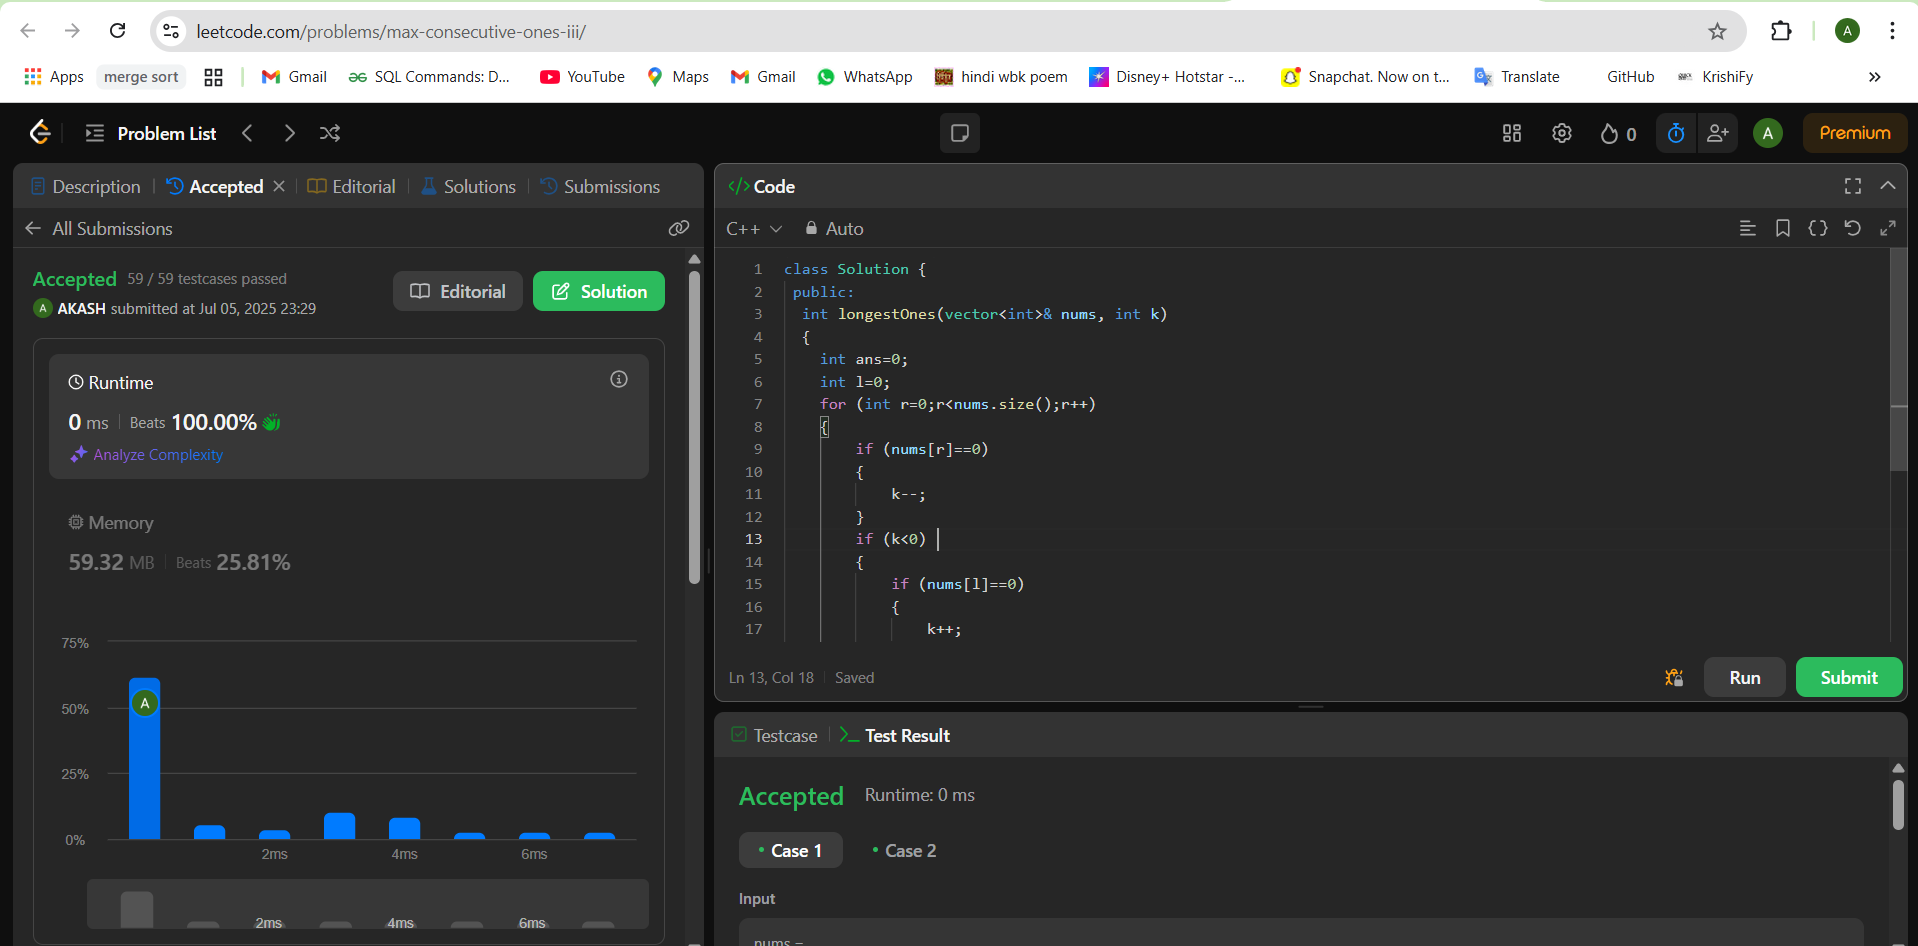 leetcode.com/problems/max-consecutive-ones-iii/
A
Apps
merge sort
Gmail
SQL Commands: D...
YouTube
Maps
Gmail
WhatsApp
hindi wbk poem
Disney+ Hotstar -...
Snapchat. Now on t...
Translate
GitHub
KrishiFy
Problem List
0
A
Premium
Description
Accepted
Editorial
Solutions
Submissions
All Submissions
Accepted 59 / 59 testcases passed
A AKASH submitted at Jul 05, 2025 23:29
Editorial
Solution
Runtime
0 ms Beats 100.00%
Analyze Complexity
Memory
59.32 MB Beats 25.81%
75%
50%
25%
0%
A
2ms 4ms 6ms
2ms 4ms 6ms
</> Code
C++ Auto
1 class Solution {
2 public:
3 int longestOnes(vector<int>& nums, int k)
4 {
5 int ans=0;
6 int l=0;
7 for (int r=0;r<nums.size();r++)
8 {
9 if (nums[r]==0)
10 {
11 k--;
12 }
13 if (k<0)
14 {
15 if (nums[l]==0)
16 {
17 k++;
Ln 13, Col 18 Saved
Run
Submit
Testcase
Test Result
Accepted Runtime: 0 ms
Case 1
Case 2
Input
nums =